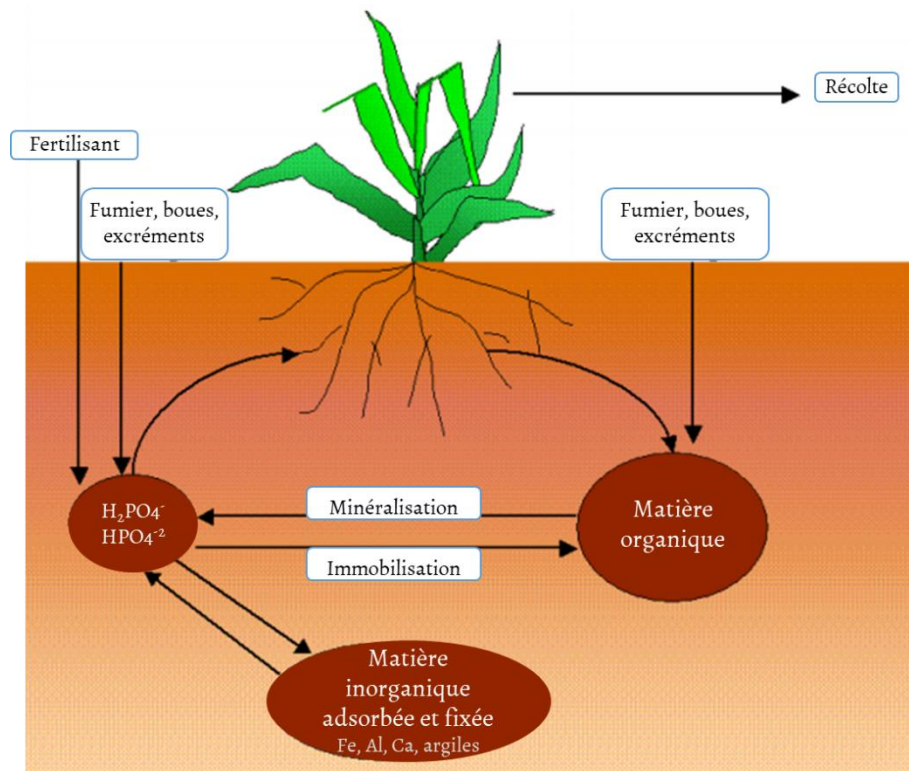 Récolte
Fertilisant
Fumier, boues,
excréments
Fumier, boues,
excréments
H₂PO4⁻
HPO4⁻²
Minéralisation
Immobilisation
Matière
organique
Matière
inorganique
adsorbée et fixée
Fe, Al, Ca, argiles